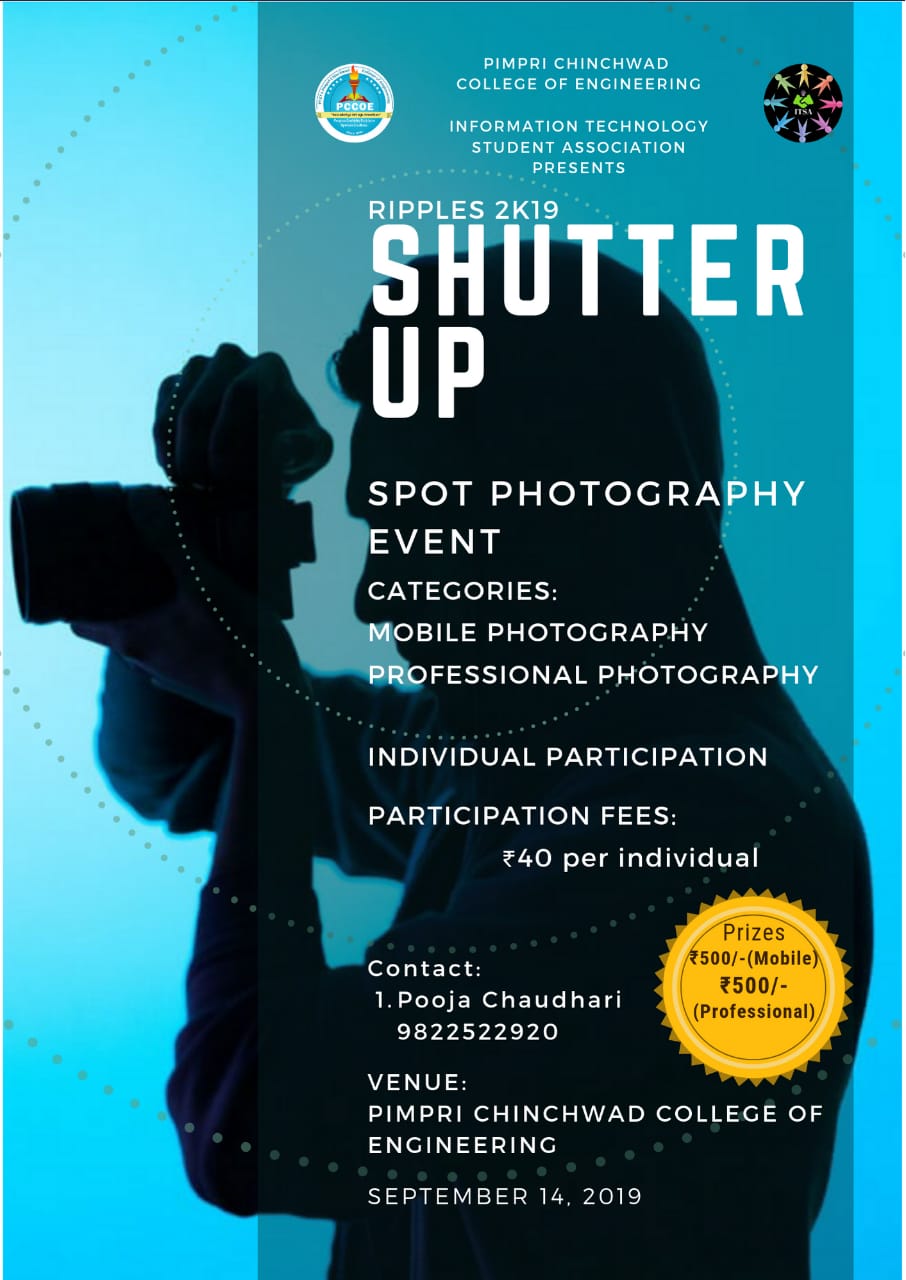 PIMPRI CHINCHWAD
COLLEGE OF ENGINEERING
INFORMATION TECHNOLOGY
STUDENT ASSOCIATION
PRESENTS
PCCOE
ITSA
RIPPLES 2K19
SHUTTER
UP
SPOT PHOTOGRAPHY
EVENT
CATEGORIES:
MOBILE PHOTOGRAPHY
PROFESSIONAL PHOTOGRAPHY
INDIVIDUAL PARTICIPATION
PARTICIPATION FEES:
₹40 per individual
Prizes
₹500/-(Mobile)
₹500/-
(Professional)
Contact:
1. Pooja Chaudhari
9822522920
VENUE:
PIMPRI CHINCHWAD COLLEGE OF
ENGINEERING
SEPTEMBER 14, 2019